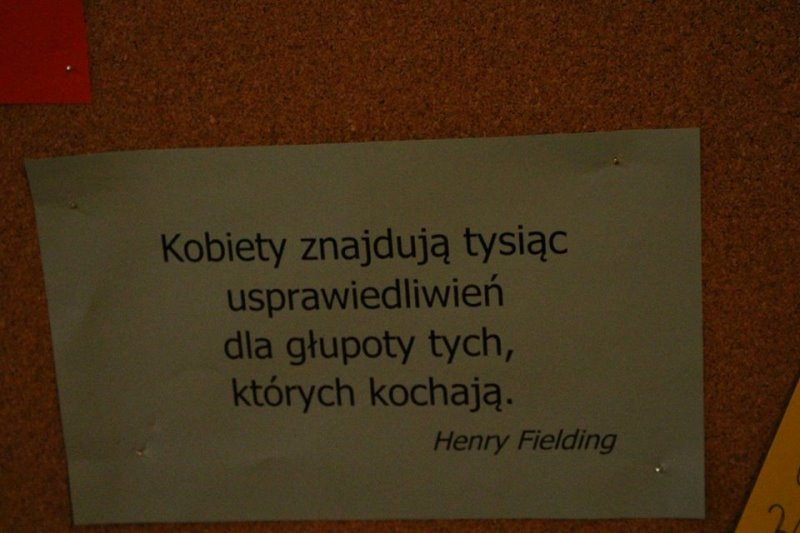 Kobiety znajdują tysiąc
usprawiedliwień
dla głupoty tych,
których kochają.
Henry Fielding